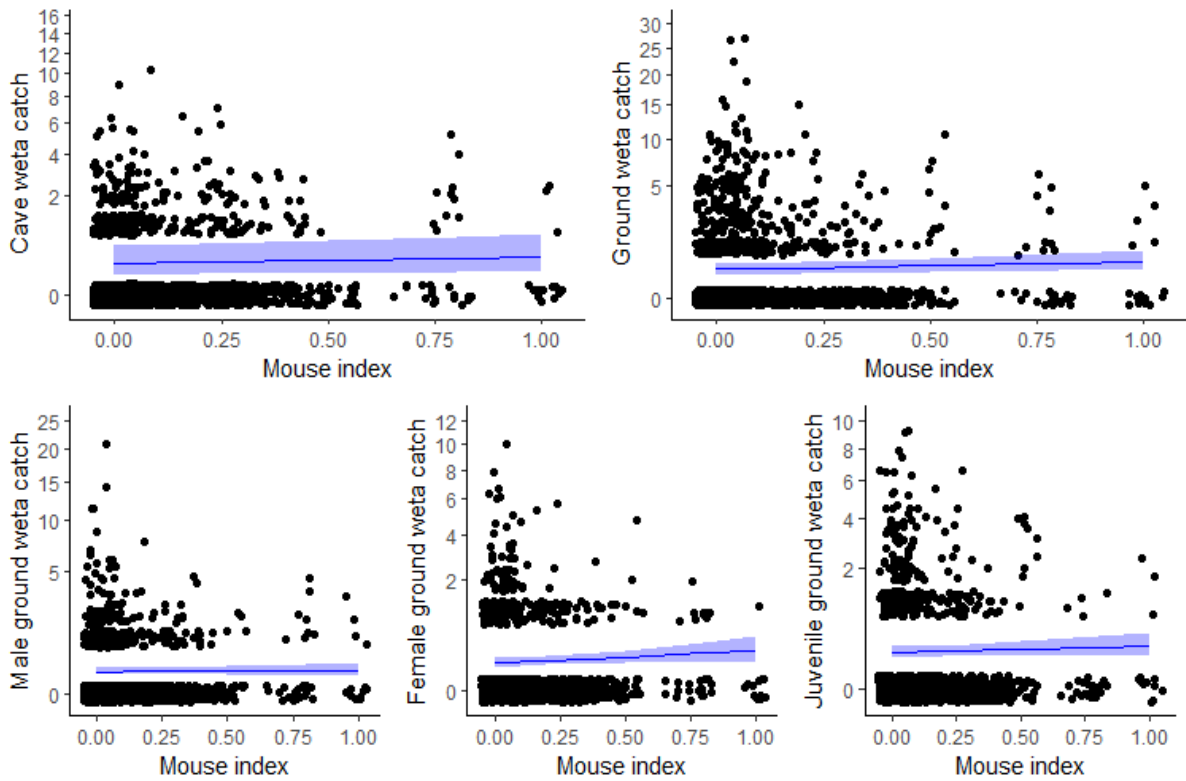 Cave weta catch
16
14
12
10
8
6
4
2
0
0.00 0.25 0.50 0.75 1.00
Mouse index
Ground weta catch
30
25
20
15
10
5
0
0.00 0.25 0.50 0.75 1.00
Mouse index
Male ground weta catch
25
20
15
10
5
0
0.00 0.25 0.50 0.75 1.00
Mouse index
Female ground weta catch
12
10
8
6
4
2
0
0.00 0.25 0.50 0.75 1.00
Mouse index
Juvenile ground weta catch
10
8
6
4
2
0
0.00 0.25 0.50 0.75 1.00
Mouse index